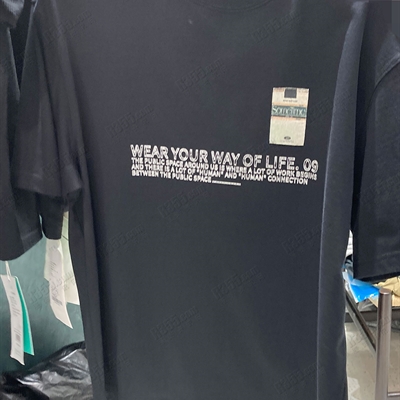 WEAR YOUR WAY OF LIFE. 09
THE PUBLIC SPACE AROUND US IS WHERE A LOT OF WORK BEGINS
AND THERE IS A LOT OF "HUMAN" AND "HUMAN" CONNECTION
BETWEEN THE PUBLIC SPACE